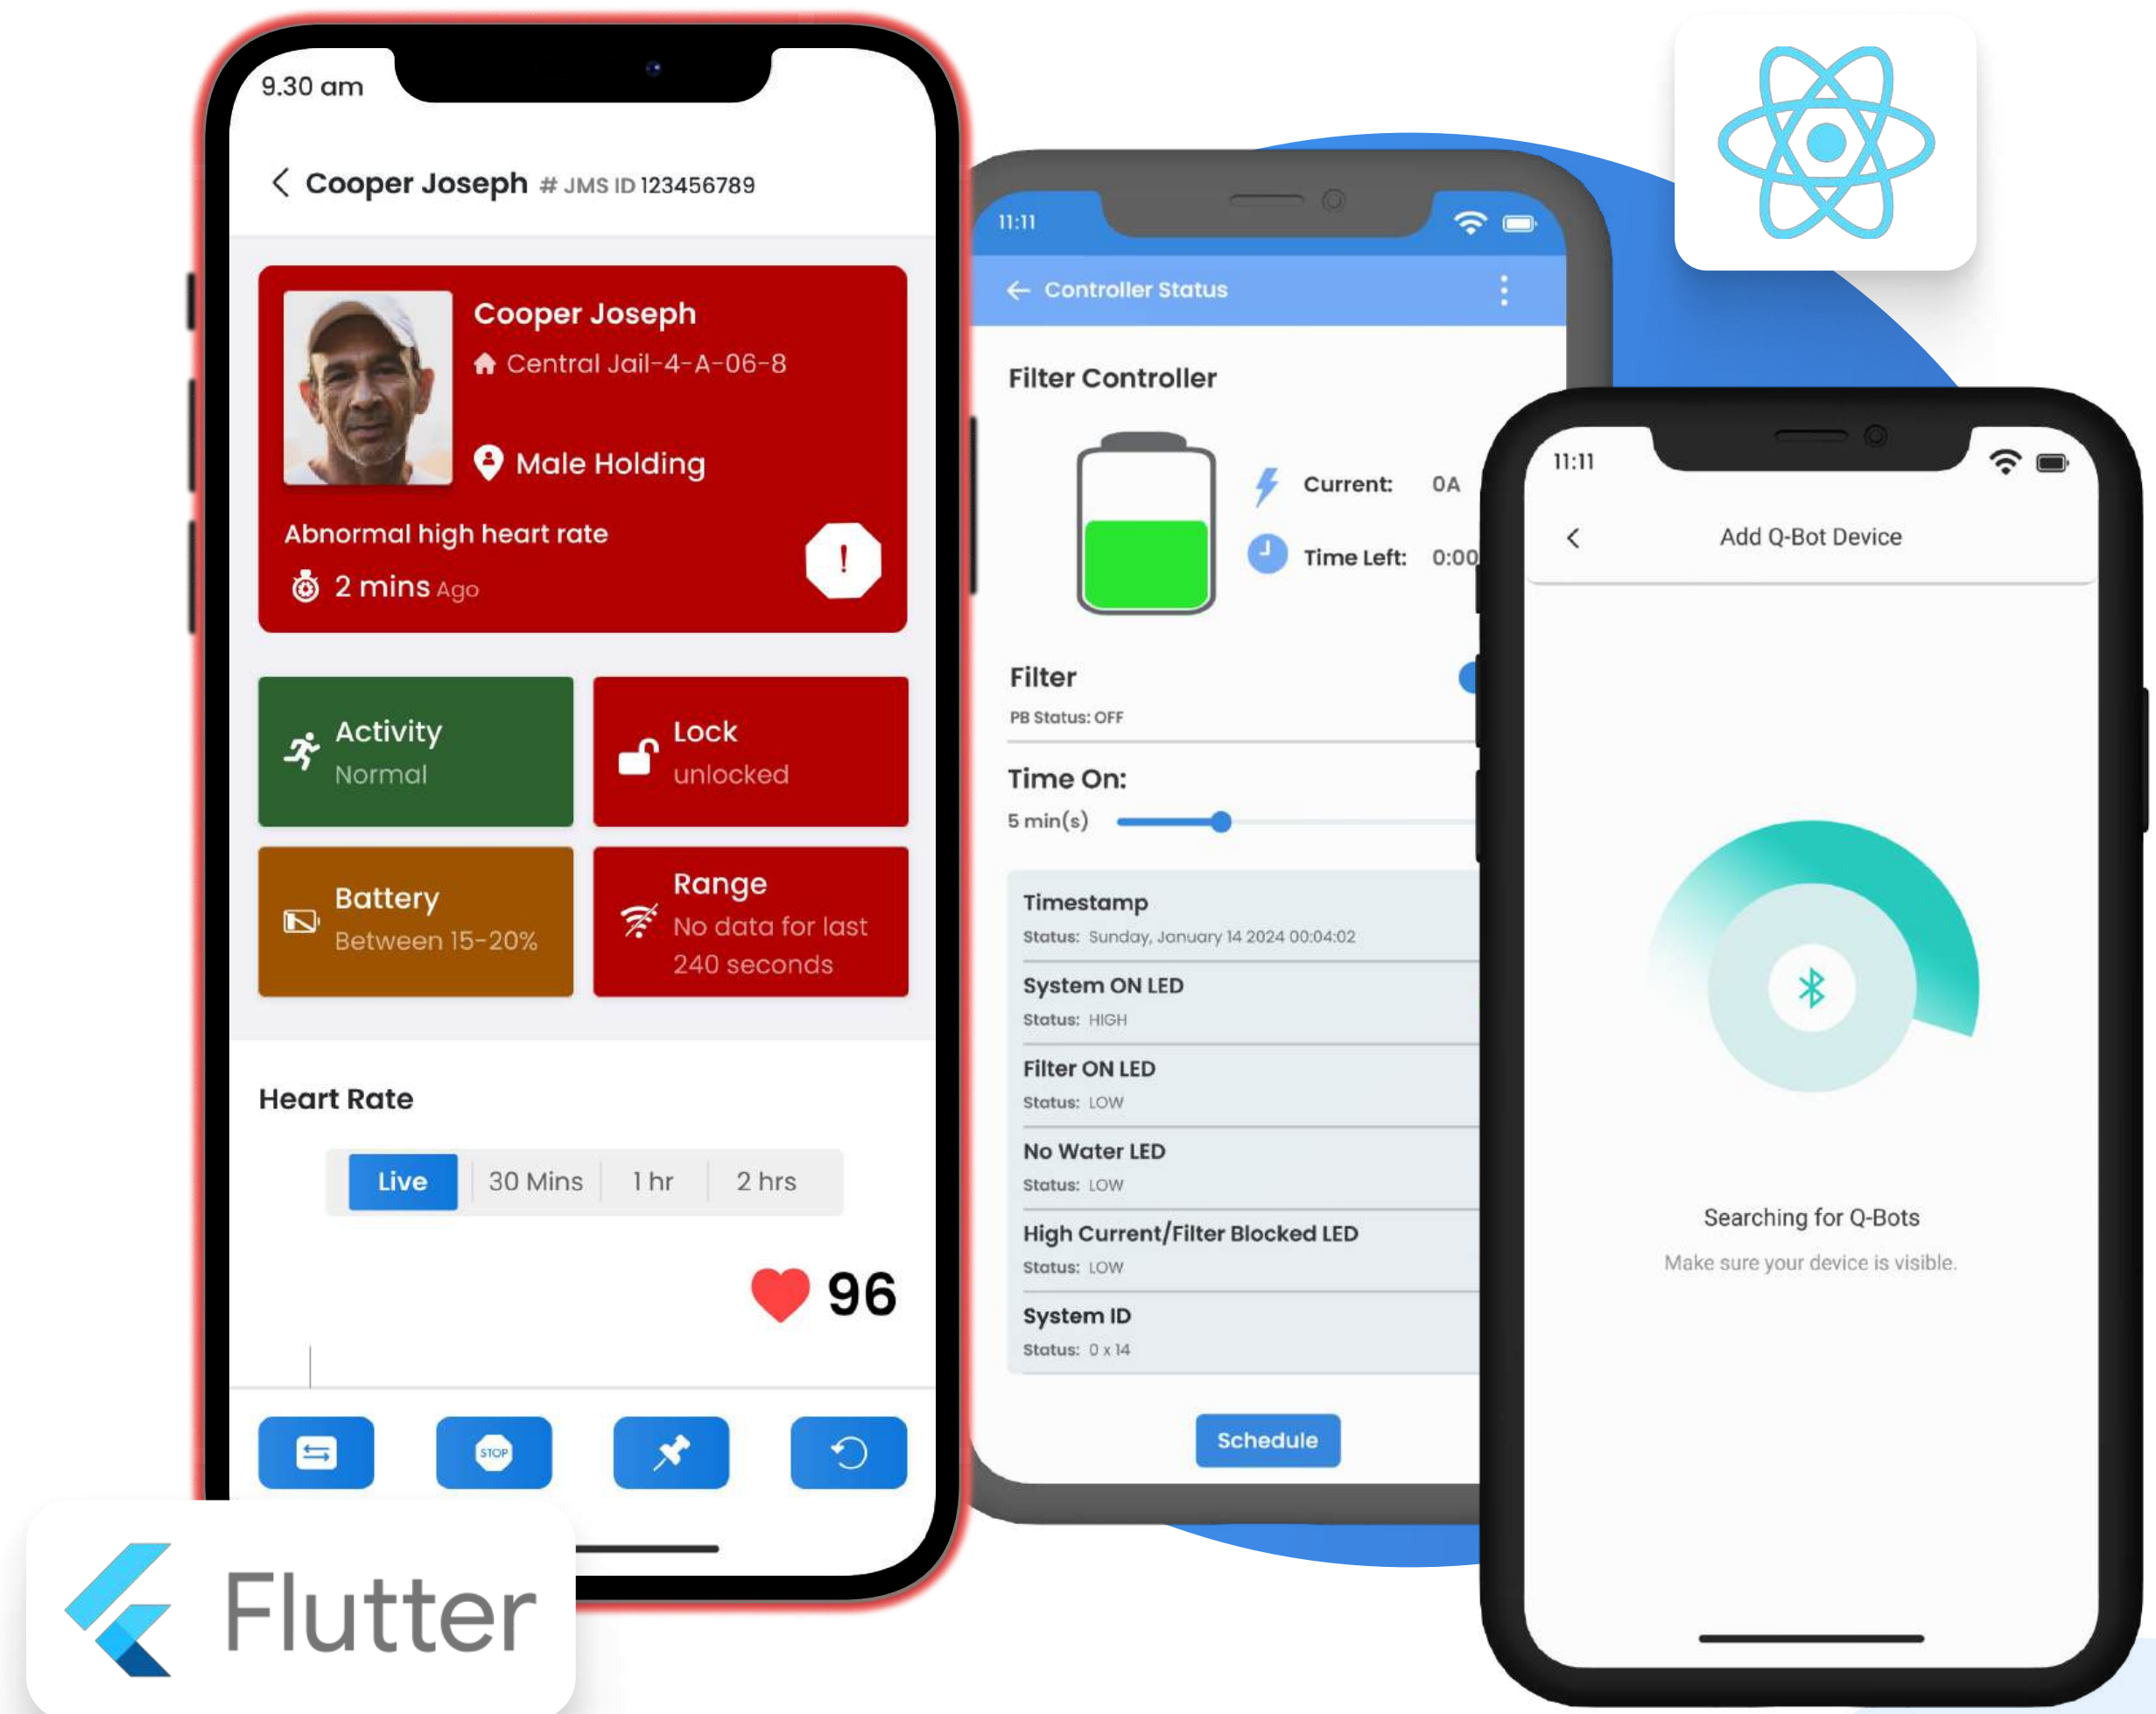 9.30 am
Cooper Joseph # JMS ID 123456789
Cooper Joseph
Central Jail-4-A-06-8
Male Holding
Abnormal high heart rate
!
2 mins Ago
Activity
Normal
Lock
unlocked
Battery
Between 15-20%
Range
No data for last
240 seconds
Heart Rate
Live 30 Mins 1 hr 2 hrs
96
STOP
Flutter
11:11
Controller Status
Filter Controller
Current: 0A
Time Left: 0:00
Filter
PB Status: OFF
Time On:
5 min(s)
Timestamp
Status: Sunday, January 14 2024 00:04:02
System ON LED
Status: HIGH
Filter ON LED
Status: LOW
No Water LED
Status: LOW
High Current/Filter Blocked LED
Status: LOW
System ID
Status: 0 x 14
Schedule
11:11
Add Q-Bot Device
Searching for Q-Bots
Make sure your device is visible.